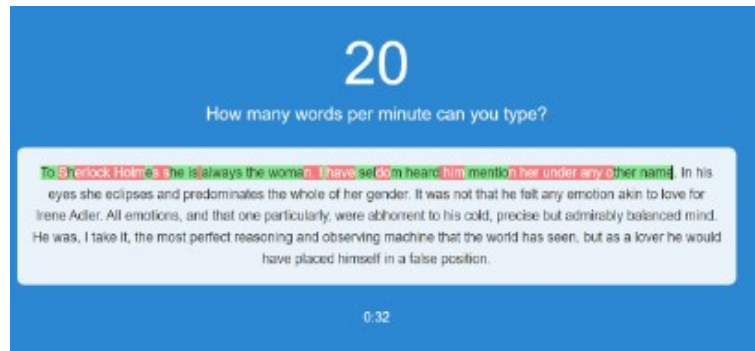 20
How many words per minute can you type?
To Sherlock Holmes she is always the woman. I have seldom heard him mention her under any other name. In his
eyes she eclipses and predominates the whole of her gender. It was not that he felt any emotion akin to love for
Irene Adler. All emotions, and that one particularly, were abhorrent to his cold, precise but admirably balanced mind.
He was, I take it, the most perfect reasoning and observing machine that the world has seen, but as a lover he would
have placed himself in a false position.
0:32